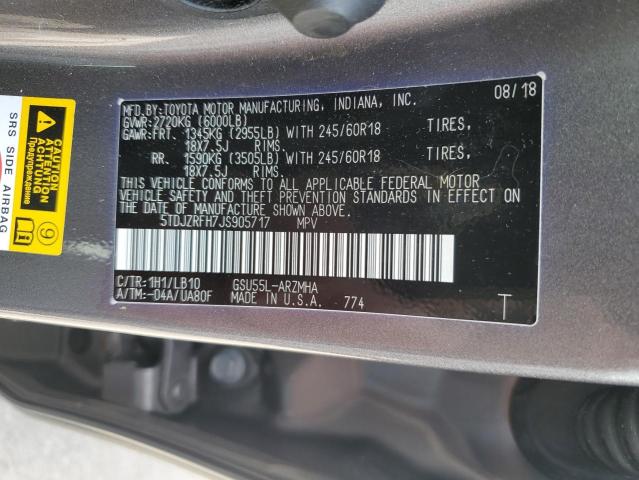 MFD.BY:TOYOTA MOTOR MANUFACTURING, INDIANA, INC. 08/18
GVWR:2720KG (6000LB)
GAWR:FRT. 1345KG (2955LB) WITH 245/60R18 TIRES,
18X7.5J RIMS.
RR. 1590KG (3505LB) WITH 245/60R18 TIRES,
18X7.5J RIMS.
THIS VEHICLE CONFORMS TO ALL APPLICABLE FEDERAL MOTOR
VEHICLE SAFETY AND THEFT PREVENTION STANDARDS IN EFFECT ON
THE DATE OF MANUFACTURE SHOWN ABOVE.
5TDJZRFH7JS905717 MPV
C/TR:1H1/LB10 GSU55L-ARZMHA
A/TM:-04A/UA80F MADE IN U.S.A. 774 T
SRS SIDE AIRBAG
CAUTION
ATTENTION
ACHTUNG
Предупреждение
9